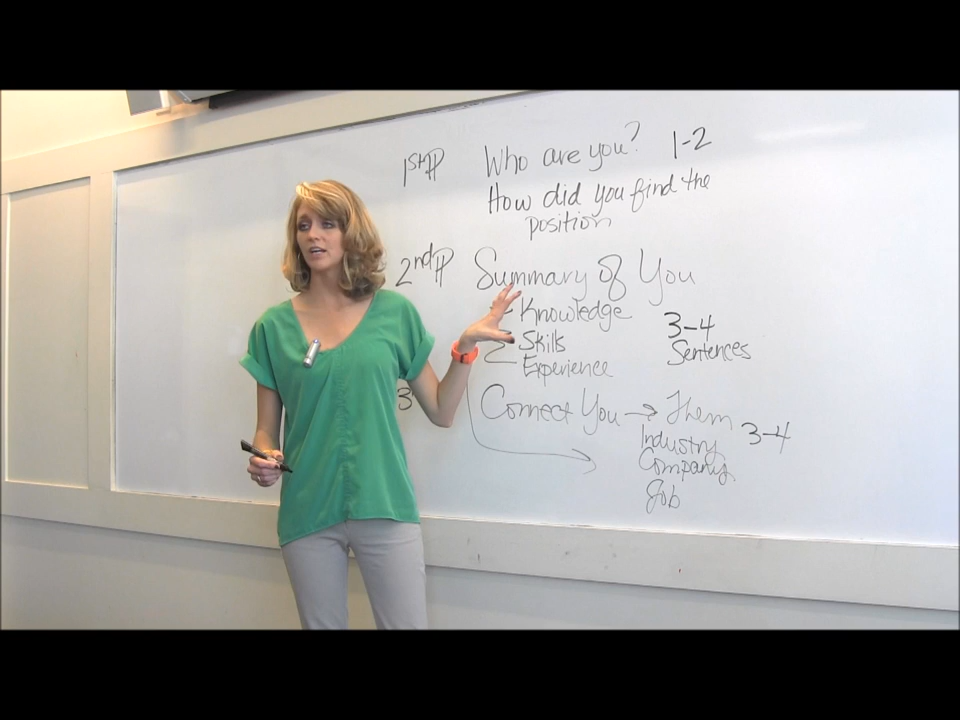 1st P Who are you? 1-2
How did you find the
position
2nd P Summary of You
Knowledge
Skills 3-4
Experience Sentences
3 Connect You → Them
Industry 3-4
Company
Job